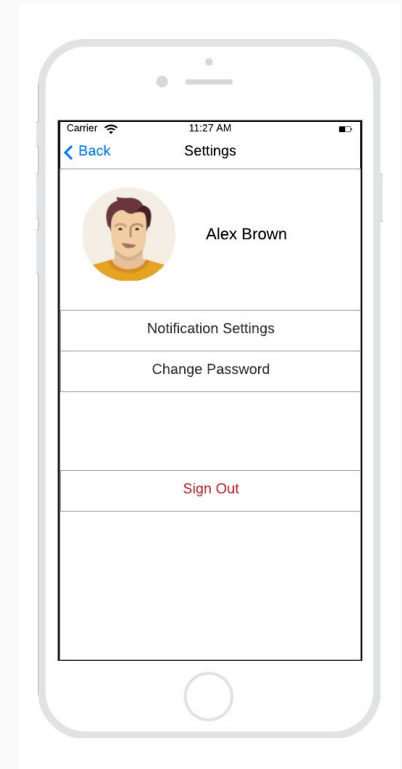 Carrier 11:27 AM
Back Settings
Alex Brown
Notification Settings
Change Password
Sign Out